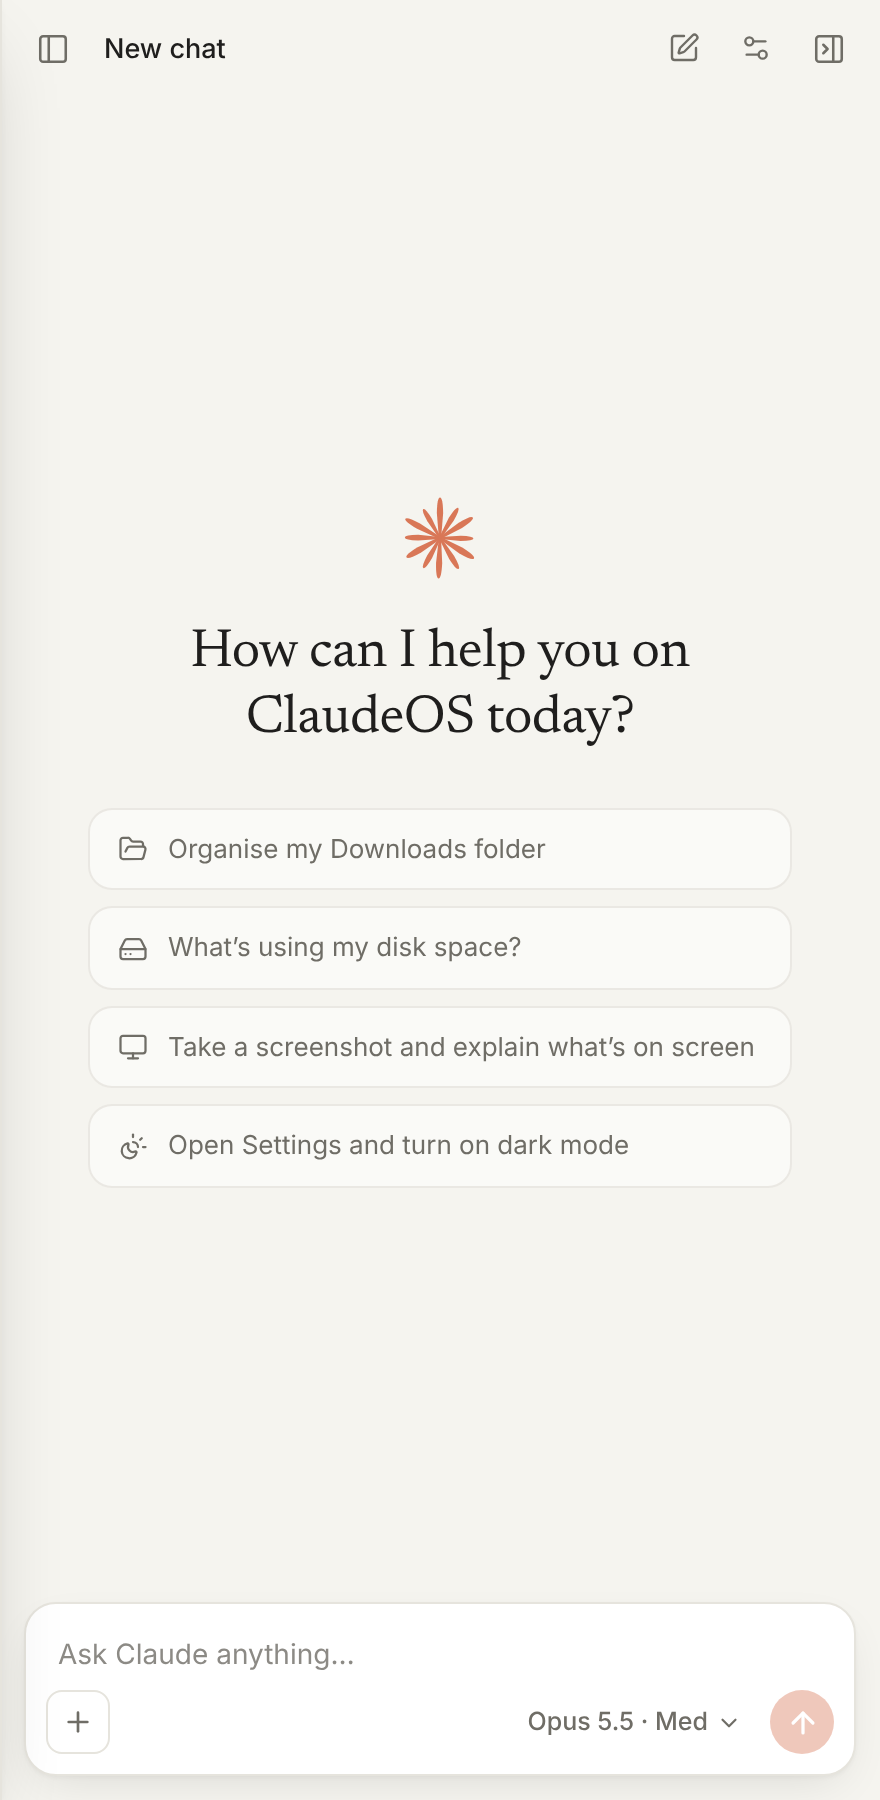 New chat
How can I help you on
ClaudeOS today?
Organise my Downloads folder
What’s using my disk space?
Take a screenshot and explain what’s on screen
Open Settings and turn on dark mode
Ask Claude anything...
Opus 5.5 · Med